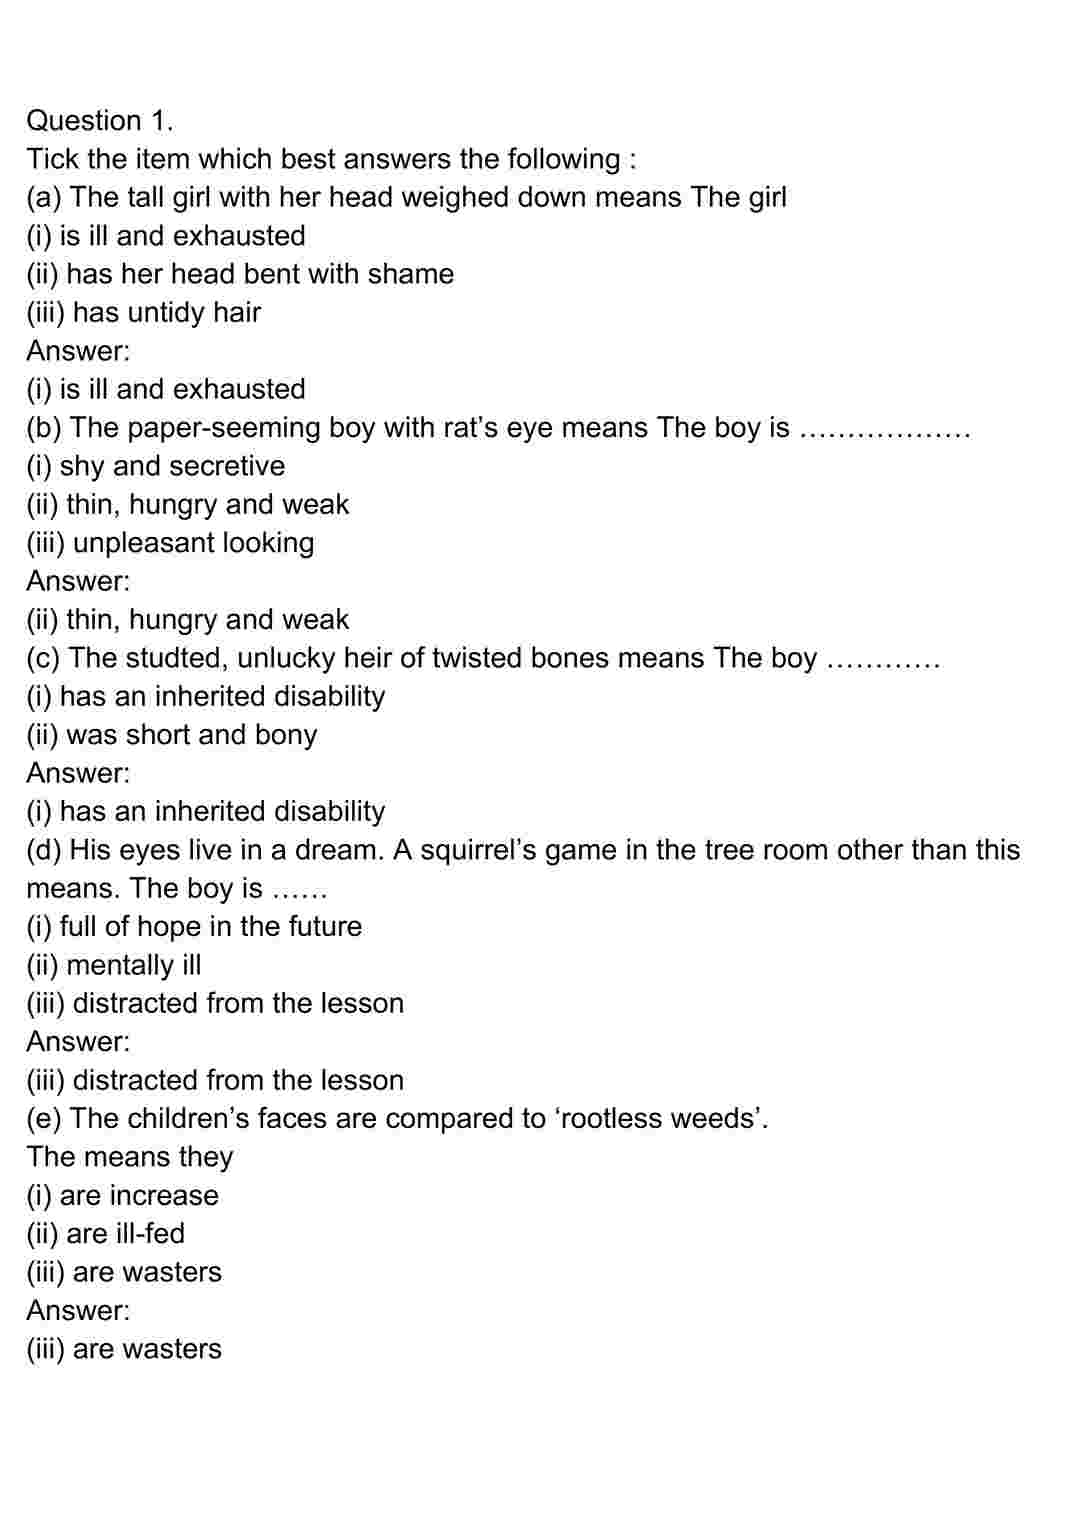 Question 1.
Tick the item which best answers the following :
(a) The tall girl with her head weighed down means The girl
(i) is ill and exhausted
(ii) has her head bent with shame
(iii) has untidy hair
Answer:
(i) is ill and exhausted
(b) The paper-seeming boy with rat’s eye means The boy is ………………
(i) shy and secretive
(ii) thin, hungry and weak
(iii) unpleasant looking
Answer:
(ii) thin, hungry and weak
(c) The studted, unlucky heir of twisted bones means The boy …………
(i) has an inherited disability
(ii) was short and bony
Answer:
(i) has an inherited disability
(d) His eyes live in a dream. A squirrel’s game in the tree room other than this
means. The boy is ……
(i) full of hope in the future
(ii) mentally ill
(iii) distracted from the lesson
Answer:
(iii) distracted from the lesson
(e) The children’s faces are compared to ‘rootless weeds’.
The means they
(i) are increase
(ii) are ill-fed
(iii) are wasters
Answer:
(iii) are wasters